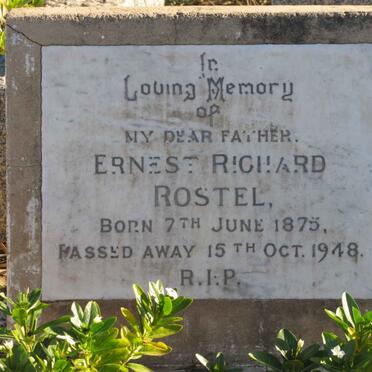 In
Loving Memory
OF
MY DEAR FATHER.
ERNEST RICHARD
ROSTEL,
BORN 7TH JUNE 1875,
PASSED AWAY 15TH OCT. 1948.
R.I.P.